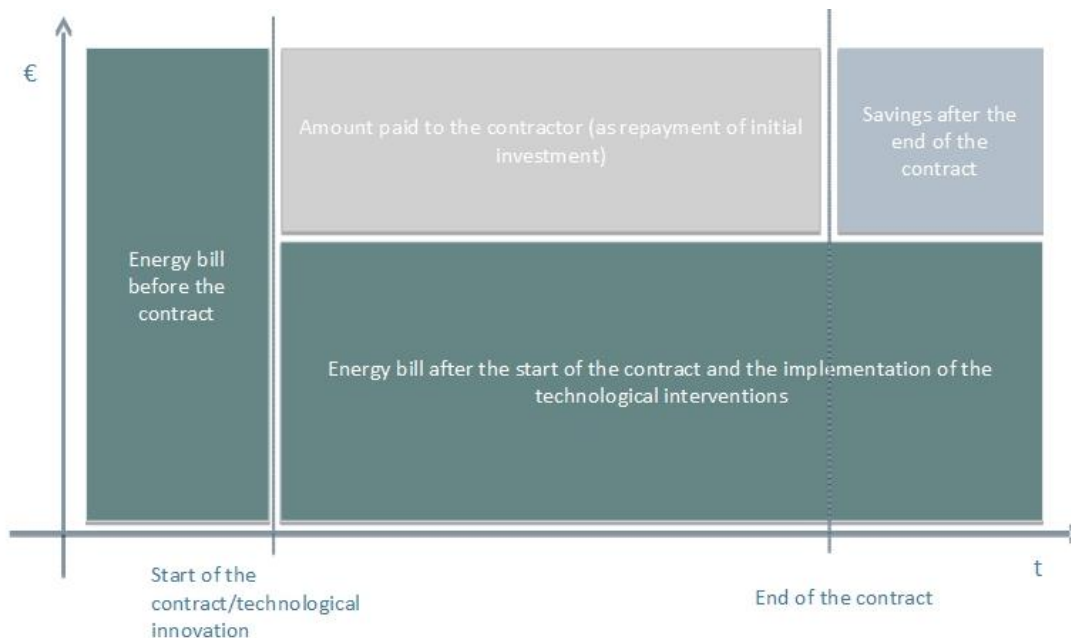 €
Amount paid to the contractor (as repayment of initial
investment)
Savings after the
end of the
contract
Energy bill
before the
contract
Energy bill after the start of the contract and the implementation of the
technological interventions
t
Start of the
contract/technological
innovation
End of the contract